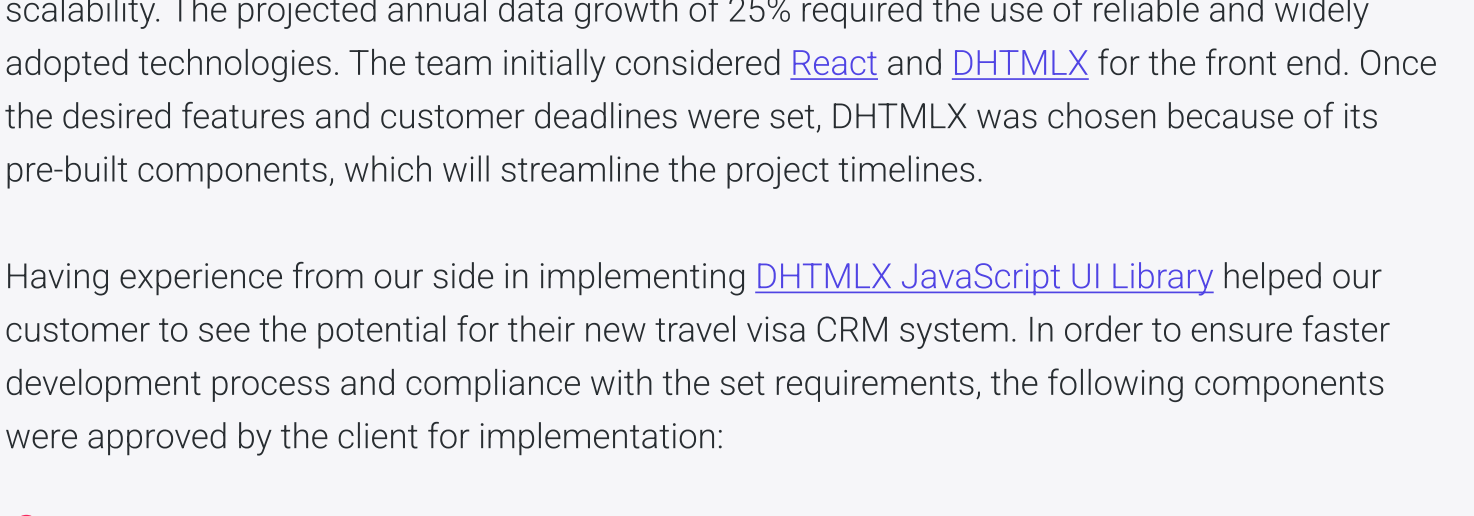 scalability. The projected annual data growth of 25% required the use of reliable and widely
adopted technologies. The team initially considered React and DHTMLX for the front end. Once
the desired features and customer deadlines were set, DHTMLX was chosen because of its
pre-built components, which will streamline the project timelines.
Having experience from our side in implementing DHTMLX JavaScript UI Library helped our
customer to see the potential for their new travel visa CRM system. In order to ensure faster
development process and compliance with the set requirements, the following components
were approved by the client for implementation: